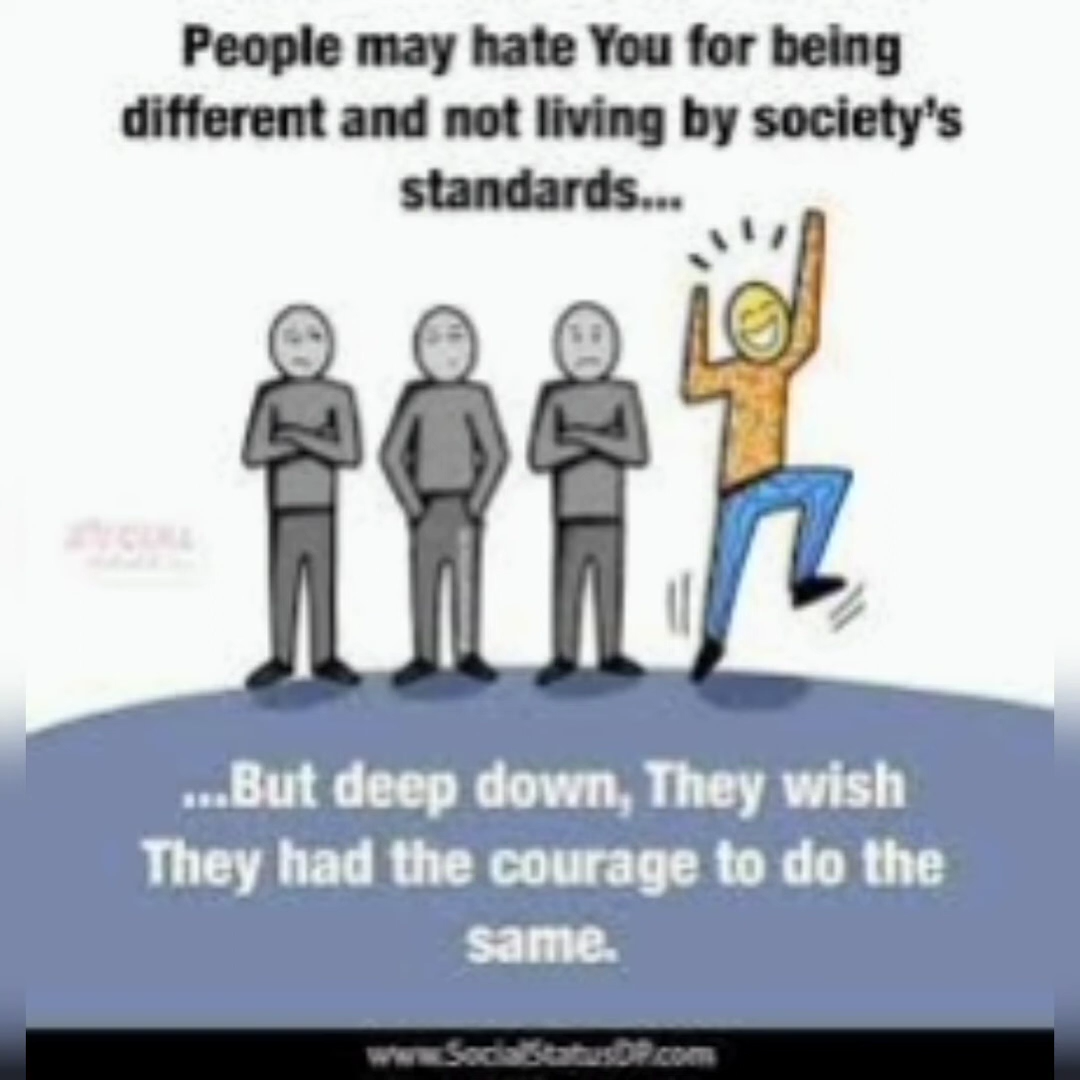 People may hate You for being
different and not living by society's
standards...
...But deep down, They wish
They had the courage to do the
same.
www.SocialStatusDP.com